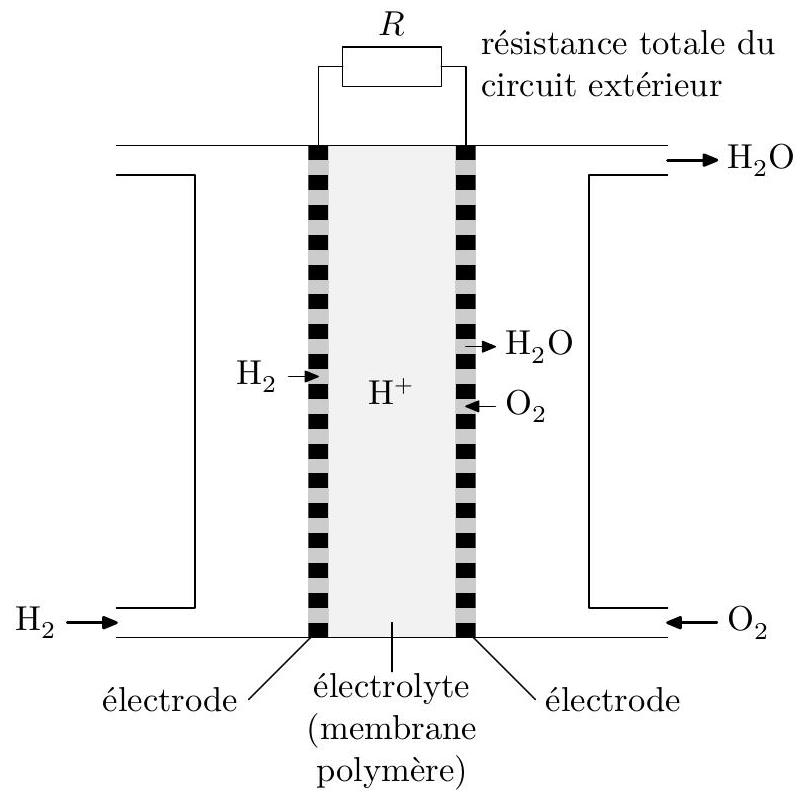 R
résistance totale du
circuit extérieur
H₂O
H₂O
H₂
H⁺
O₂
H₂
O₂
électrode
électrolyte
(membrane
polymère)
électrode